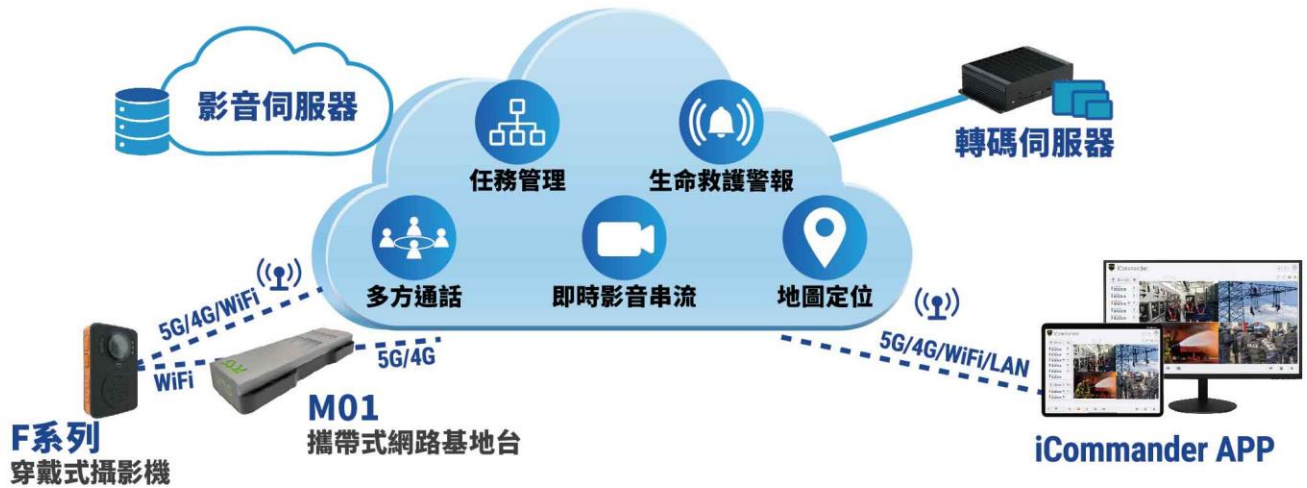 影音伺服器
任務管理
生命救護警報
轉碼伺服器
多方通話
即時影音串流
地圖定位
5G/4G/WiFi
WiFi
5G/4G
5G/4G/WiFi/LAN
F系列
穿戴式攝影機
M01
攜帶式網路基地台
iCommander
iCommander
iCommander APP